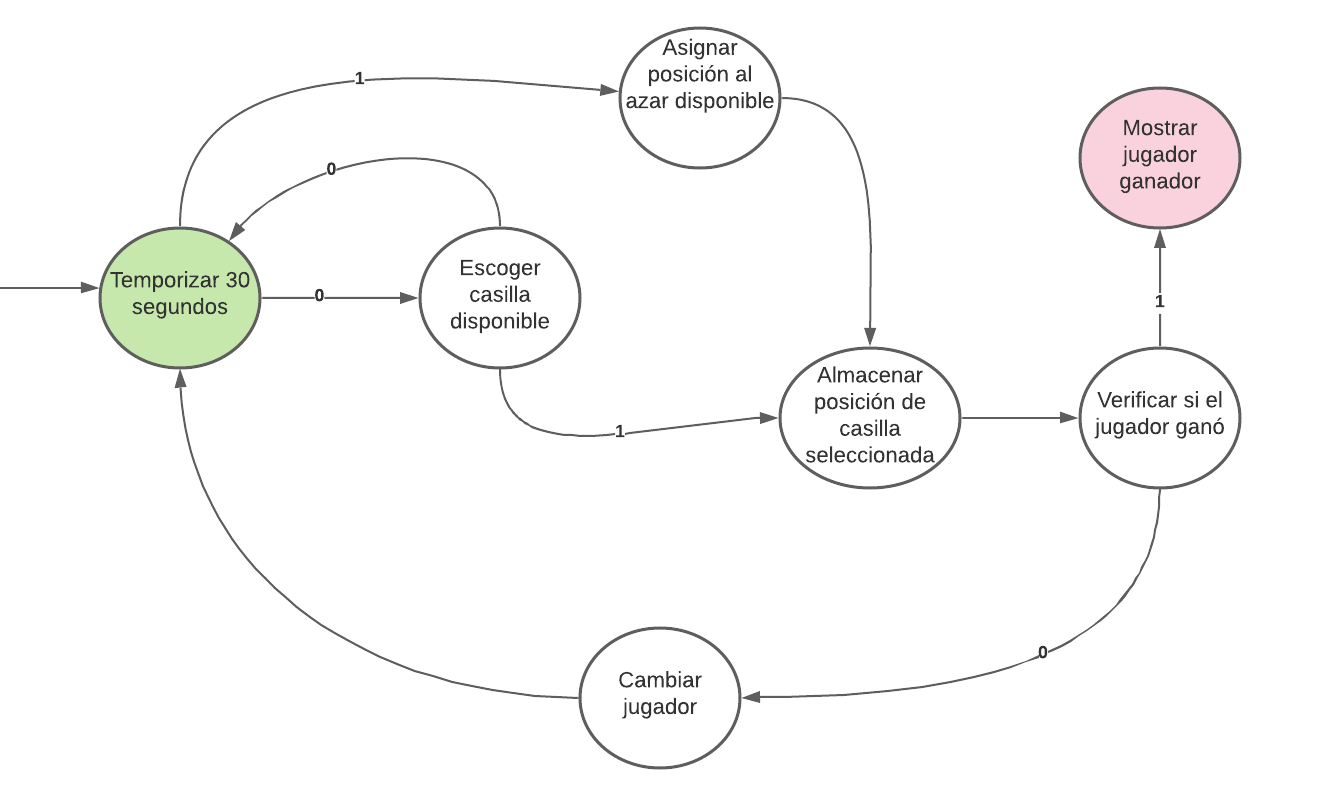 Asignar
posición al
azar disponible
1
Mostrar
jugador
ganador
0
Temporizar 30
segundos
0
Escoger
casilla
disponible
1
Almacenar
posición de
casilla
seleccionada
1
Verificar si el
jugador ganó
0
Cambiar
jugador